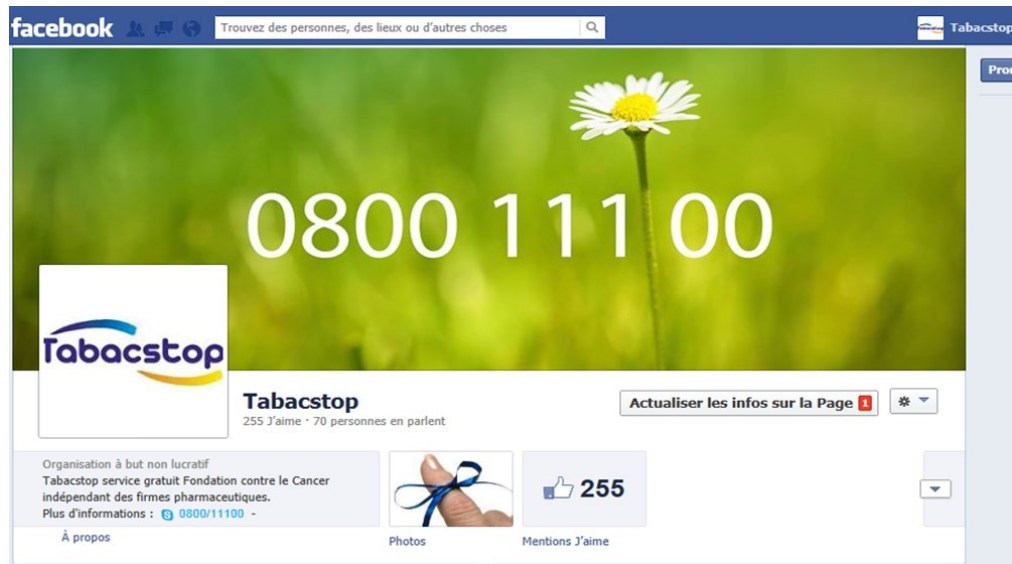 facebook
Trouvez des personnes, des lieux ou d'autres choses
Tabacstop
0800 111 00
Tabacstop
Tabacstop
255 J'aime · 70 personnes en parlent
Actualiser les infos sur la Page 1
Organisation à but non lucratif
Tabacstop service gratuit Fondation contre le Cancer
indépendant des firmes pharmaceutiques.
Plus d'informations : 0800/11100 -
À propos
Photos
255
Mentions J'aime